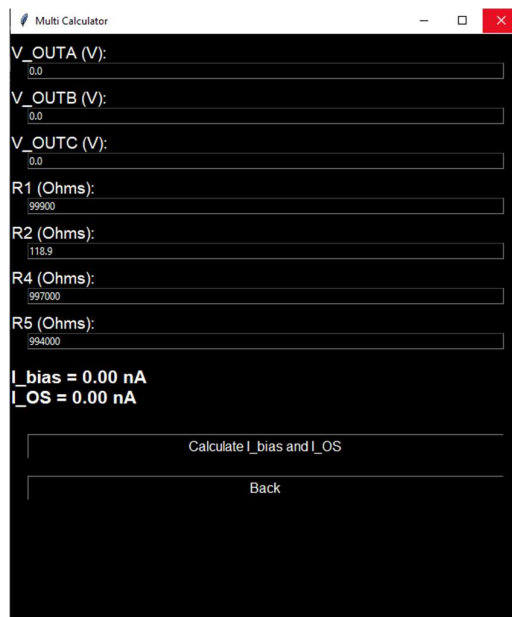 Multi Calculator
V_OUTA (V):
0.0
V_OUTB (V):
0.0
V_OUTC (V):
0.0
R1 (Ohms):
99900
R2 (Ohms):
118.9
R4 (Ohms):
997000
R5 (Ohms):
994000
I_bias = 0.00 nA
I_OS = 0.00 nA
Calculate I_bias and I_OS
Back